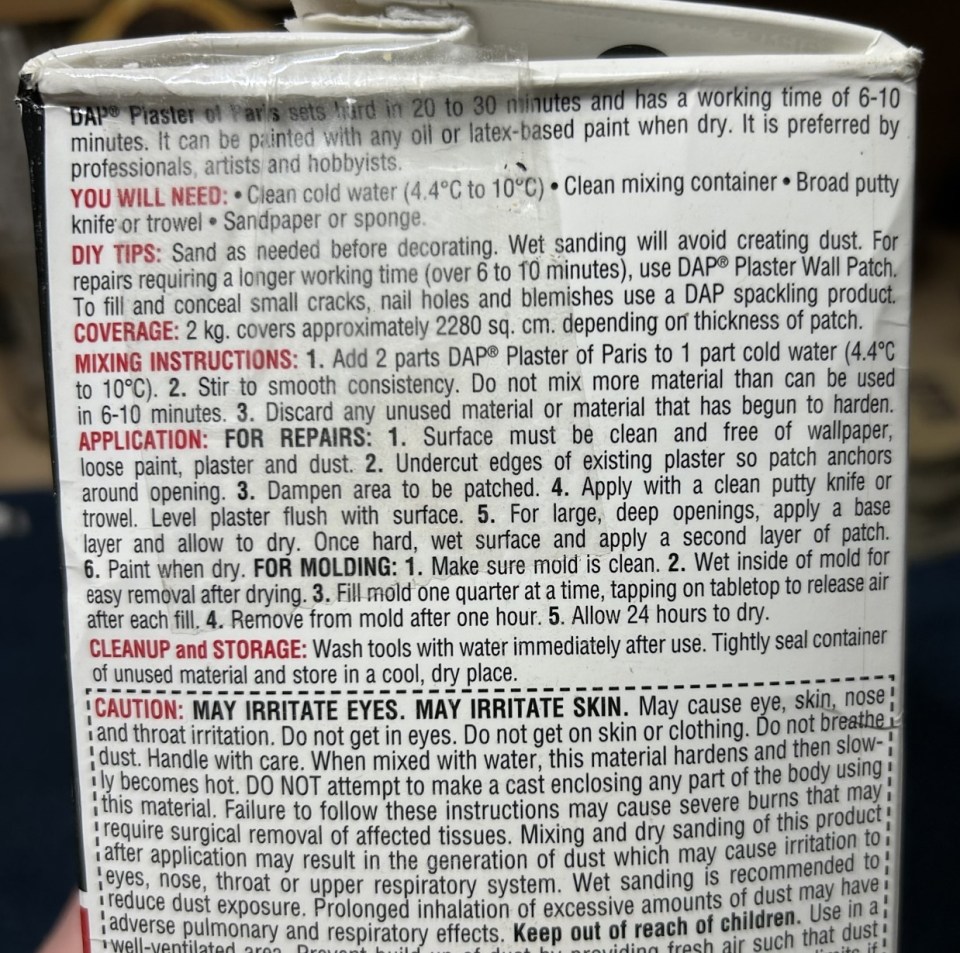 DAP® Plaster of Paris sets hard in 20 to 30 minutes and has a working time of 6-10
minutes. It can be painted with any oil or latex-based paint when dry. It is preferred by
professionals, artists and hobbyists.
YOU WILL NEED: • Clean cold water (4.4°C to 10°C) • Clean mixing container • Broad putty
knife or trowel • Sandpaper or sponge.
DIY TIPS: Sand as needed before decorating. Wet sanding will avoid creating dust. For
repairs requiring a longer working time (over 6 to 10 minutes), use DAP® Plaster Wall Patch.
To fill and conceal small cracks, nail holes and blemishes use a DAP spackling product.
COVERAGE: 2 kg. covers approximately 2280 sq. cm. depending on thickness of patch.
MIXING INSTRUCTIONS: 1. Add 2 parts DAP® Plaster of Paris to 1 part cold water (4.4°C
to 10°C). 2. Stir to smooth consistency. Do not mix more material than can be used
in 6-10 minutes. 3. Discard any unused material or material that has begun to harden.
APPLICATION: FOR REPAIRS: 1. Surface must be clean and free of wallpaper,
loose paint, plaster and dust. 2. Undercut edges of existing plaster so patch anchors
around opening. 3. Dampen area to be patched. 4. Apply with a clean putty knife or
trowel. Level plaster flush with surface. 5. For large, deep openings, apply a base
layer and allow to dry. Once hard, wet surface and apply a second layer of patch.
6. Paint when dry. FOR MOLDING: 1. Make sure mold is clean. 2. Wet inside of mold for
easy removal after drying. 3. Fill mold one quarter at a time, tapping on tabletop to release air
after each fill. 4. Remove from mold after one hour. 5. Allow 24 hours to dry.
CLEANUP and STORAGE: Wash tools with water immediately after use. Tightly seal container
of unused material and store in a cool, dry place.
CAUTION: MAY IRRITATE EYES. MAY IRRITATE SKIN. May cause eye, skin, nose
and throat irritation. Do not get in eyes. Do not get on skin or clothing. Do not breathe
dust. Handle with care. When mixed with water, this material hardens and then slow-
ly becomes hot. DO NOT attempt to make a cast enclosing any part of the body using
this material. Failure to follow these instructions may cause severe burns that may
require surgical removal of affected tissues. Mixing and dry sanding of this product
after application may result in the generation of dust which may cause irritation to
eyes, nose, throat or upper respiratory system. Wet sanding is recommended to
reduce dust exposure. Prolonged inhalation of excessive amounts of dust may have
adverse pulmonary and respiratory effects. Keep out of reach of children. Use in a
well-ventilated area. Prevent build-up of dust by providing fresh air such that dust